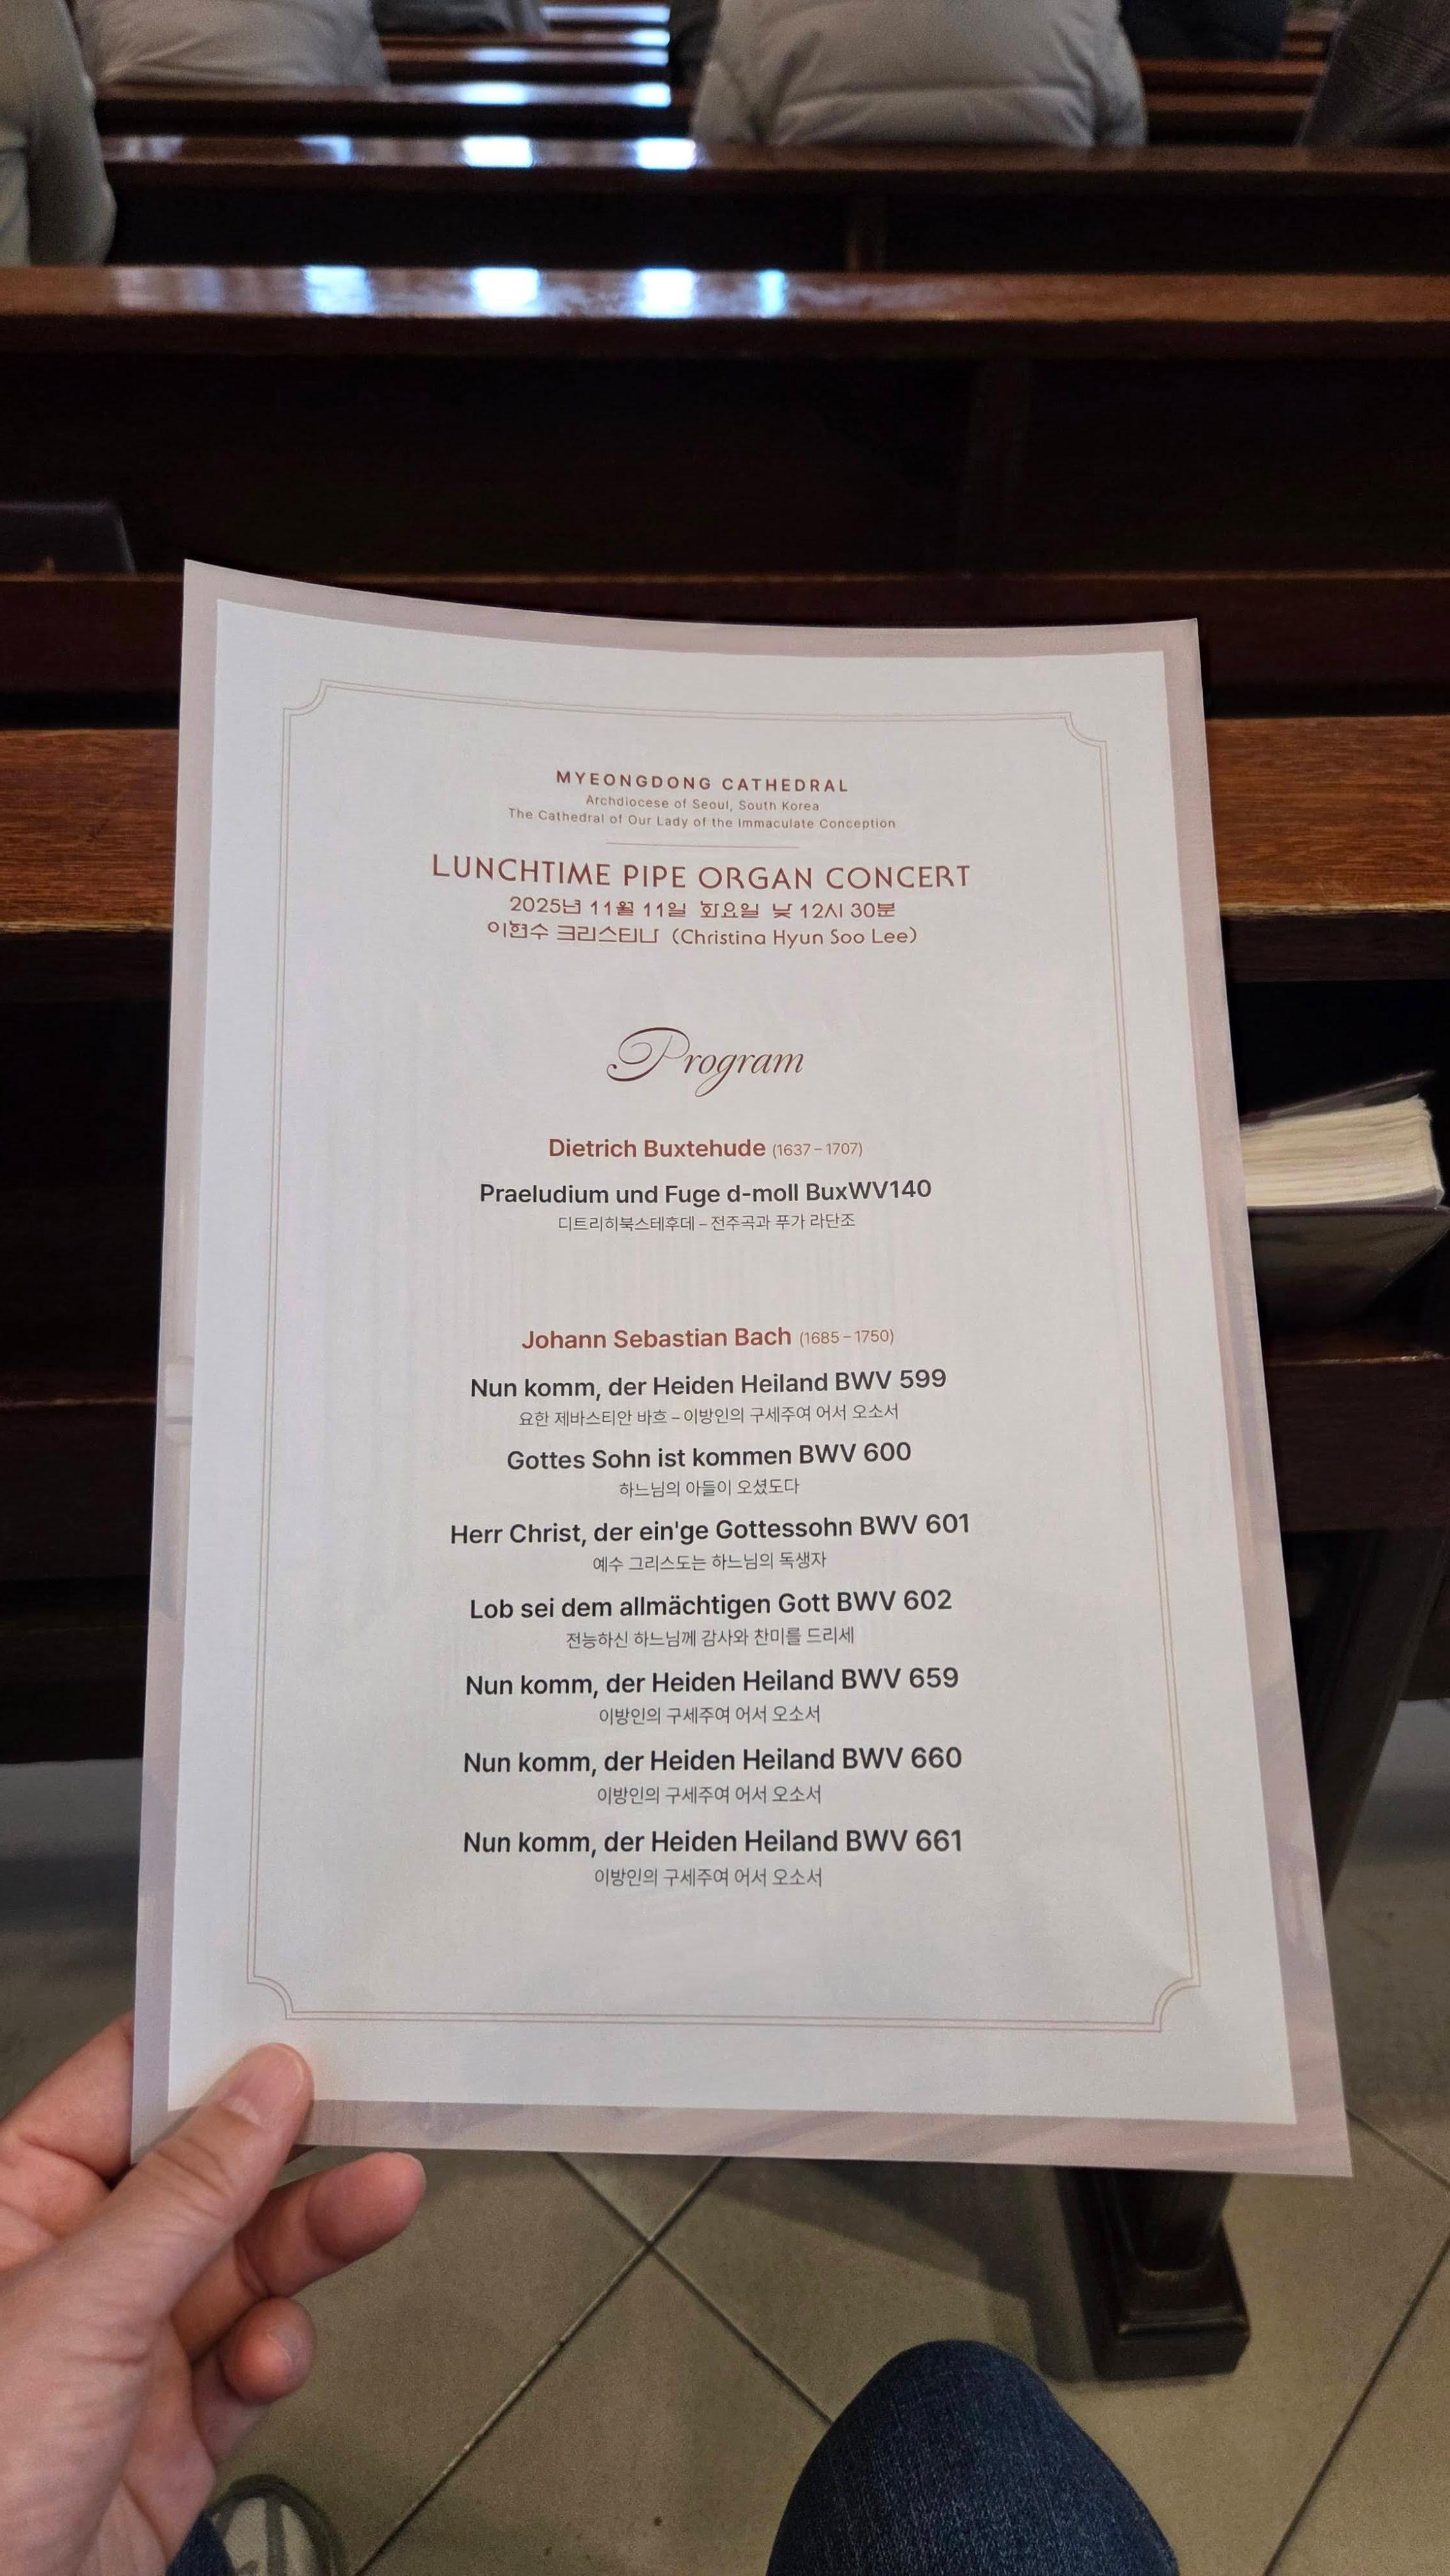 MYEONGDONG CATHEDRAL
Archdiocese of Seoul, South Korea
The Cathedral of Our Lady of the Immaculate Conception
LUNCHTIME PIPE ORGAN CONCERT
2025년 11월 11일 화요일 낮 12시 30분
이현수 크리스티나 (Christina Hyun Soo Lee)
Program
Dietrich Buxtehude (1637–1707)
Praeludium und Fuge d-moll BuxWV140
디트리히북스테후데 – 전주곡과 푸가 라단조
Johann Sebastian Bach (1685–1750)
Nun komm, der Heiden Heiland BWV 599
요한 제바스티안 바흐 – 이방인의 구세주여 어서 오소서
Gottes Sohn ist kommen BWV 600
하느님의 아들이 오셨도다
Herr Christ, der ein'ge Gottessohn BWV 601
예수 그리스도는 하느님의 독생자
Lob sei dem allmächtigen Gott BWV 602
전능하신 하느님께 감사와 찬미를 드리세
Nun komm, der Heiden Heiland BWV 659
이방인의 구세주여 어서 오소서
Nun komm, der Heiden Heiland BWV 660
이방인의 구세주여 어서 오소서
Nun komm, der Heiden Heiland BWV 661
이방인의 구세주여 어서 오소서